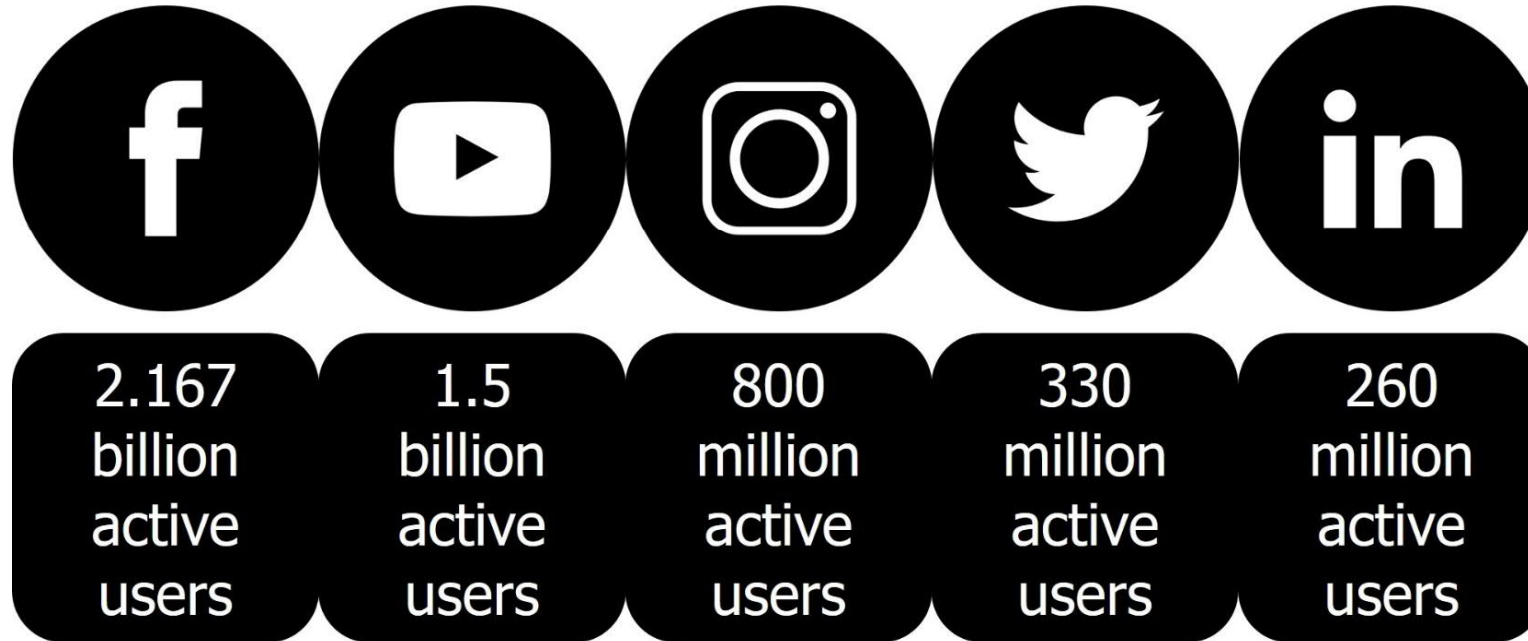 f
in
2.167
billion
active
users
1.5
billion
active
users
800
million
active
users
330
million
active
users
260
million
active
users